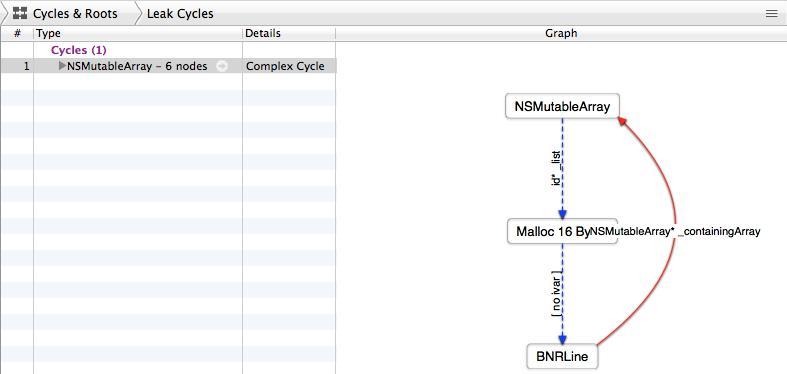 Cycles & Roots Leak Cycles
# Type Details Graph
Cycles (1)
1 NSMutableArray – 6 nodes Complex Cycle
NSMutableArray
id* _list
Malloc 16 By
NSMutableArray* _containingArray
[ no ivar ]
BNRLine